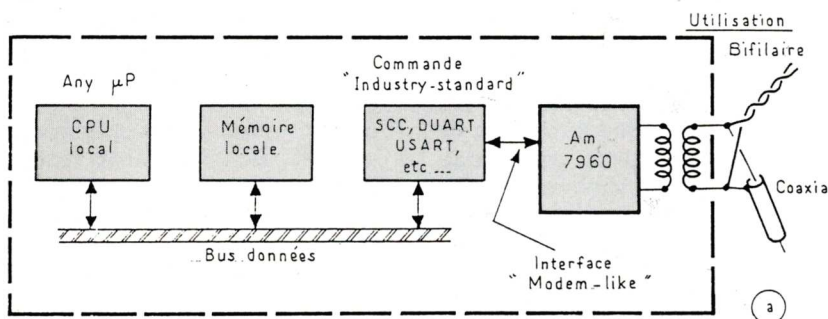 Utilisation
Bifilaire
Commande
"Industry-standard"
Any µP
CPU
local
Mémoire
locale
SCC, DUART
USART,
etc ...
Am
7960
Coaxia
Bus données
Interface
"Modem-like"
a